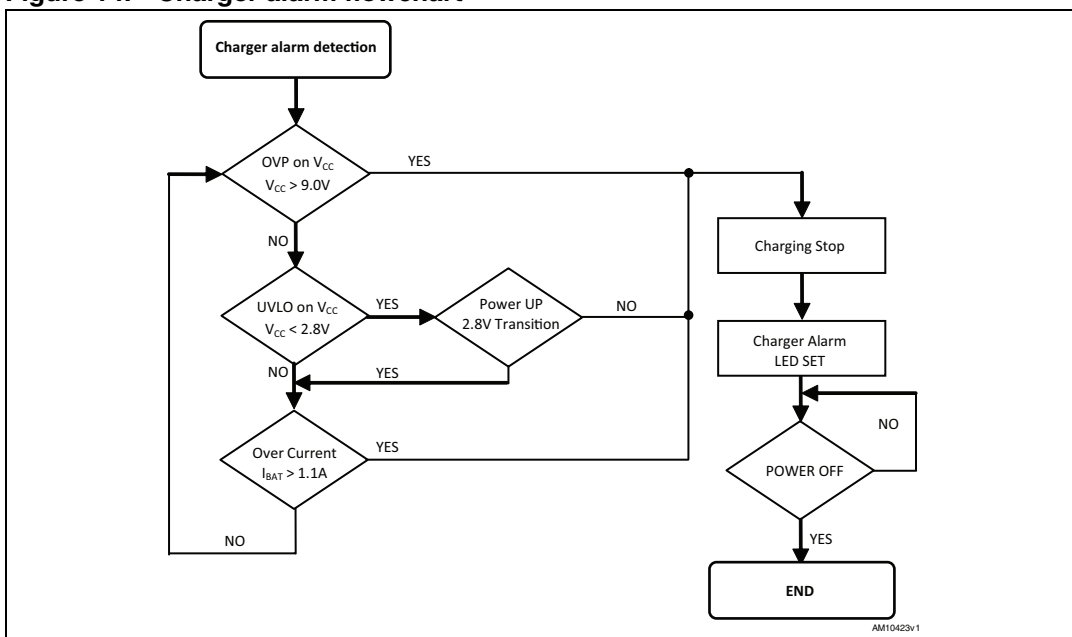 Figure 14. Charger alarm flowchart
Charger alarm detection
OVP on VCC
VCC > 9.0V
YES
NO
UVLO on VCC
VCC < 2.8V
YES
Power UP
2.8V Transition
NO
NO
YES
Over Current
IBAT > 1.1A
YES
NO
Charging Stop
Charger Alarm
LED SET
NO
POWER OFF
YES
END
AM10423v1